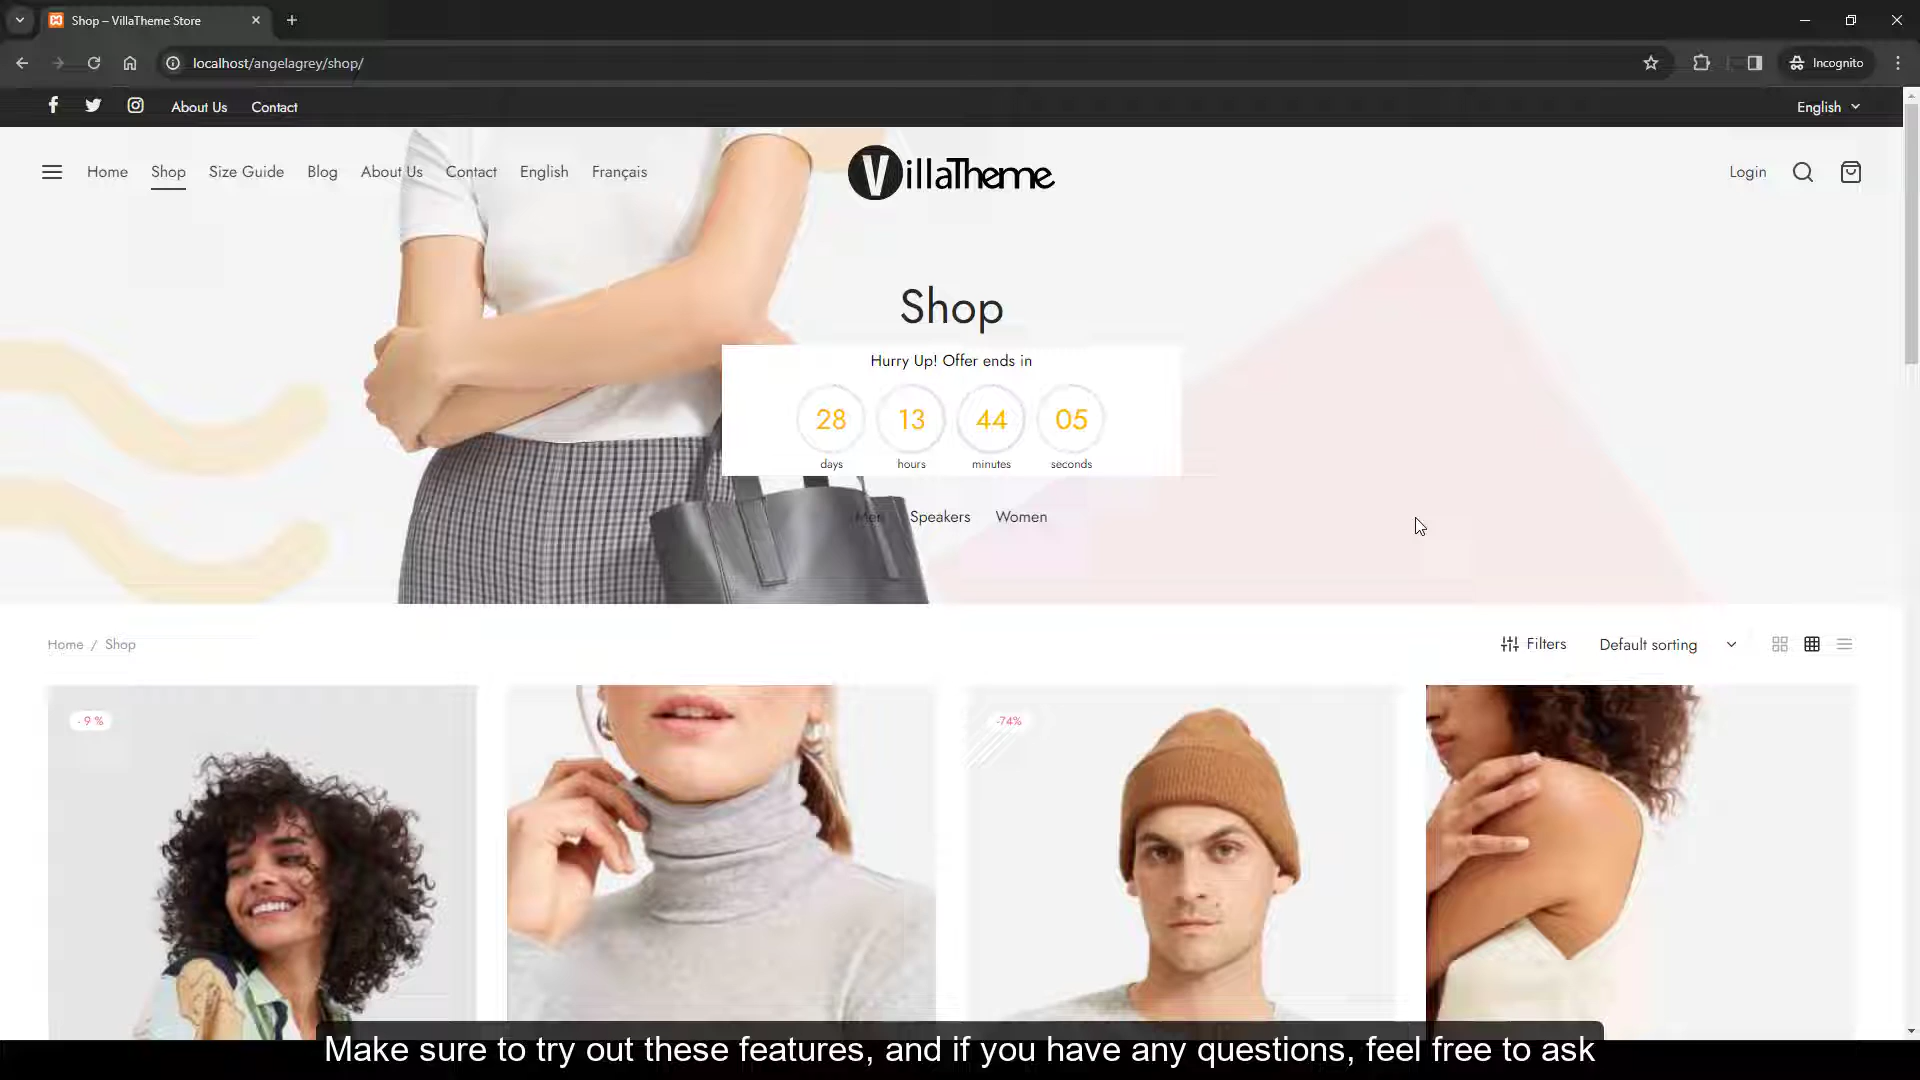 Shop – VillaTheme Store
localhost/angelagrey/shop/
Incognito
About Us Contact
English
Home Shop Size Guide Blog About Us Contact English Français
VillaTheme
Login
Shop
Hurry Up! Offer ends in
28 13 44 05
days hours minutes seconds
Men Speakers Women
Home / Shop
Filters Default sorting
- 9 %
-74%
Make sure to try out these features, and if you have any questions, feel free to ask